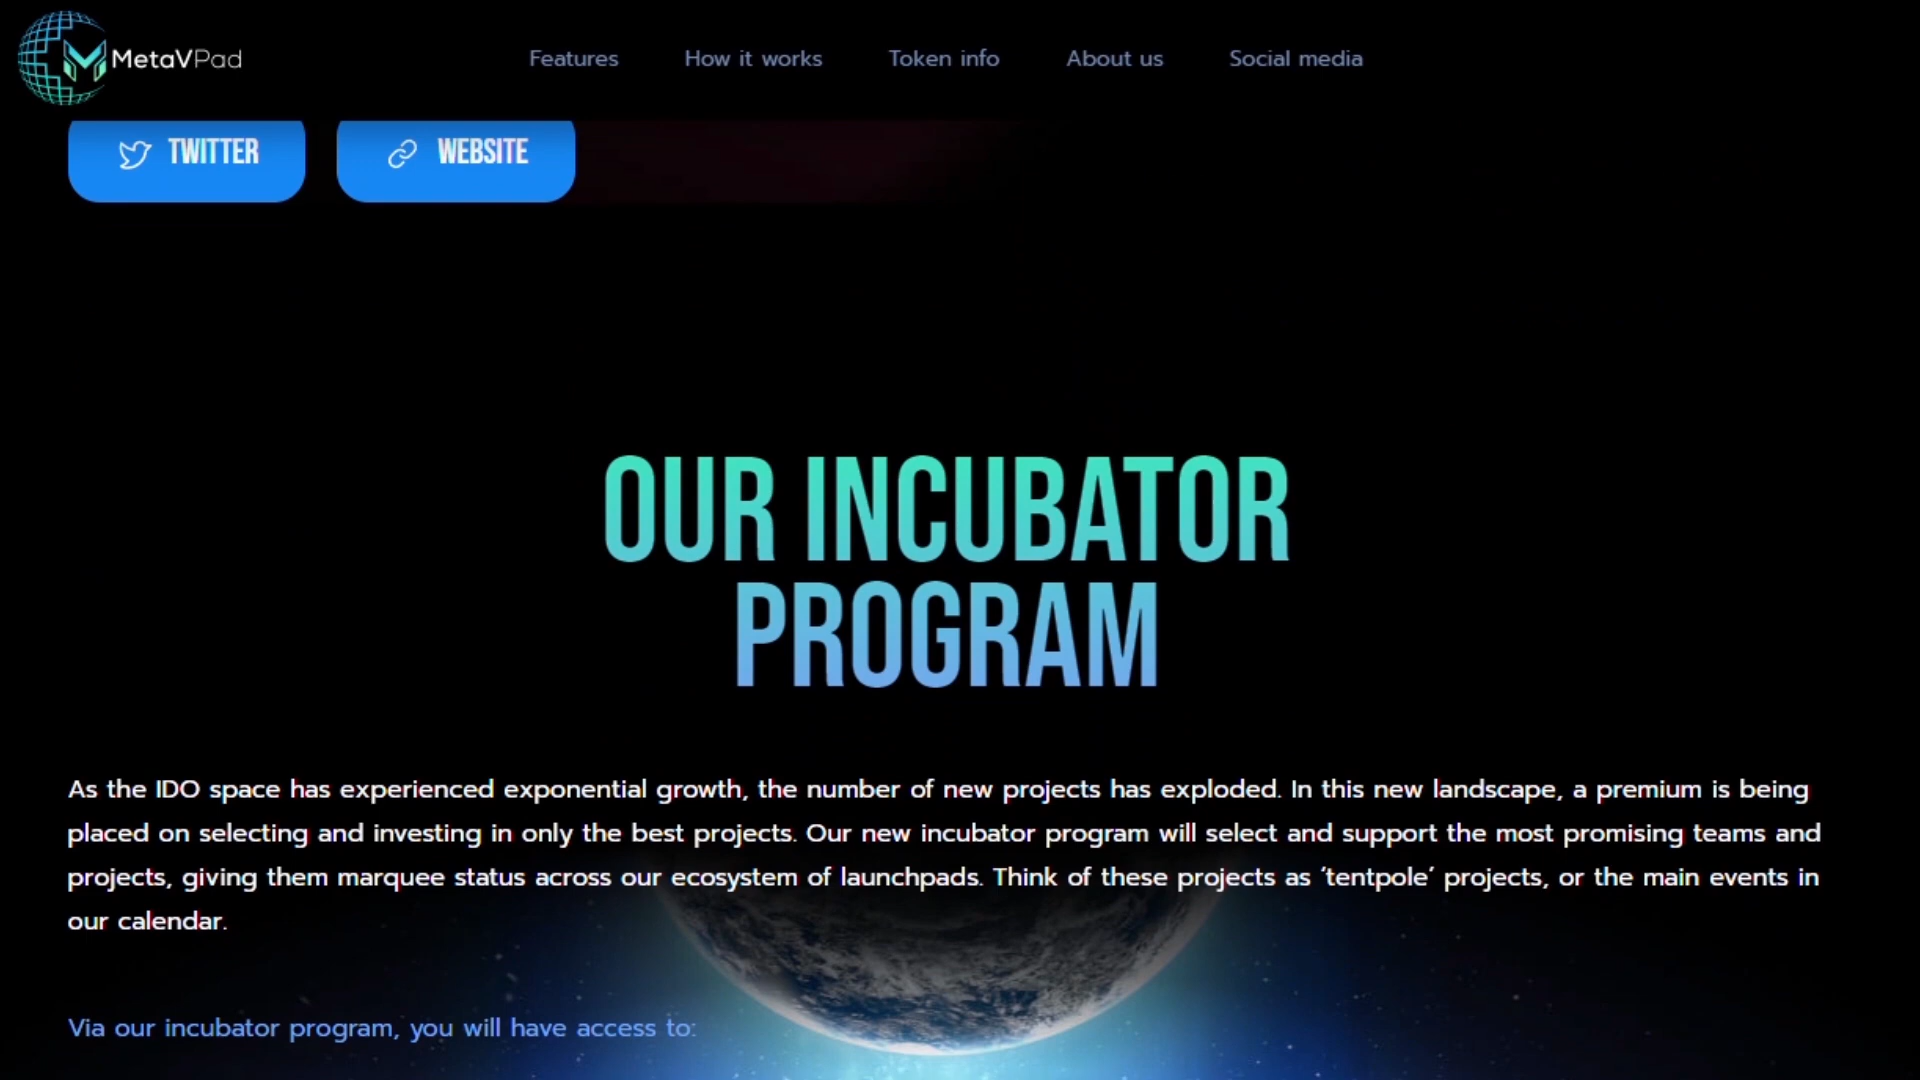 MetaVPad
Features
How it works
Token info
About us
Social media
TWITTER
WEBSITE
OUR INCUBATOR
PROGRAM
As the IDO space has experienced exponential growth, the number of new projects has exploded. In this new landscape, a premium is being
placed on selecting and investing in only the best projects. Our new incubator program will select and support the most promising teams and
projects, giving them marquee status across our ecosystem of launchpads. Think of these projects as ‘tentpole’ projects, or the main events in
our calendar.
Via our incubator program, you will have access to: